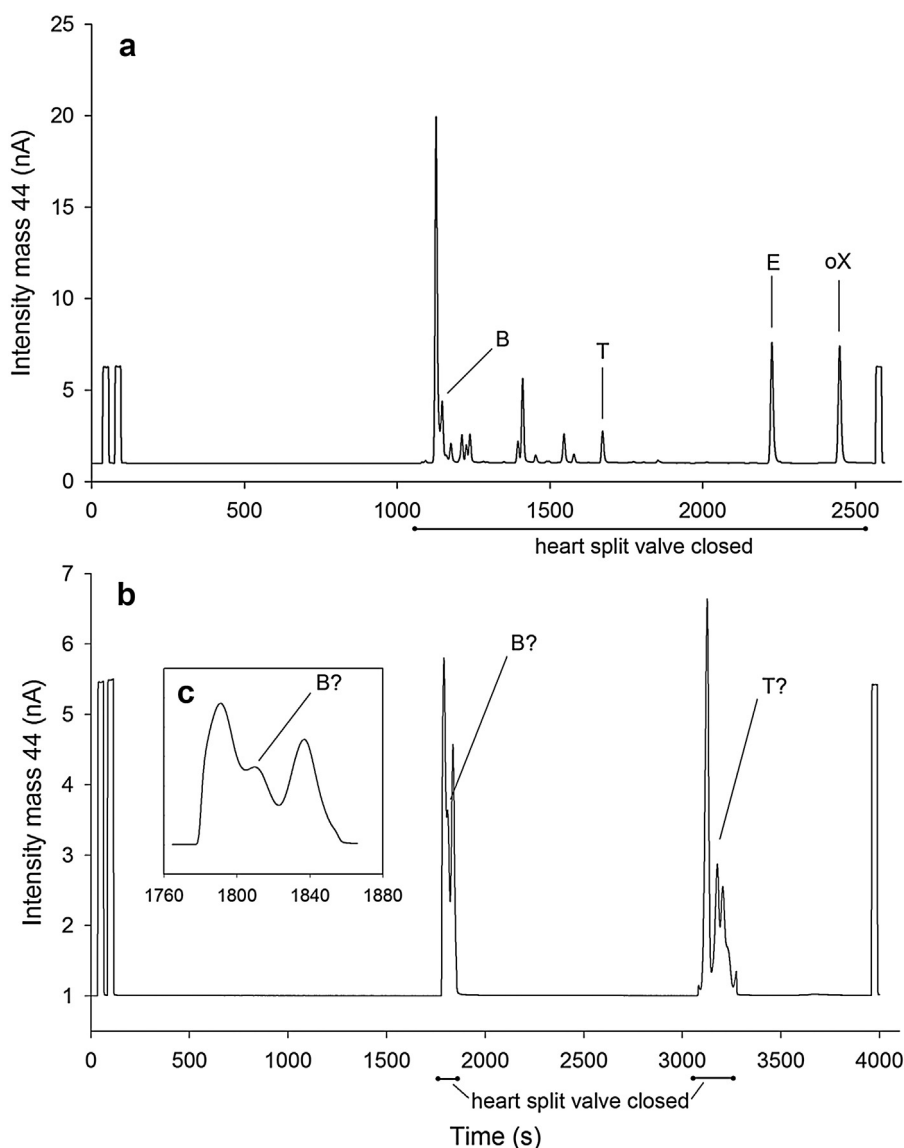 a
25
20
15
10
5
0
Intensity mass 44 (nA)
B
T
E
oX
0 500 1000 1500 2000 2500
heart split valve closed
b
7
6
5
4
3
2
1
Intensity mass 44 (nA)
c
B?
1760 1800 1840 1880
B?
T?
0 500 1000 1500 2000 2500 3000 3500 4000
heart split valve closed
Time (s)